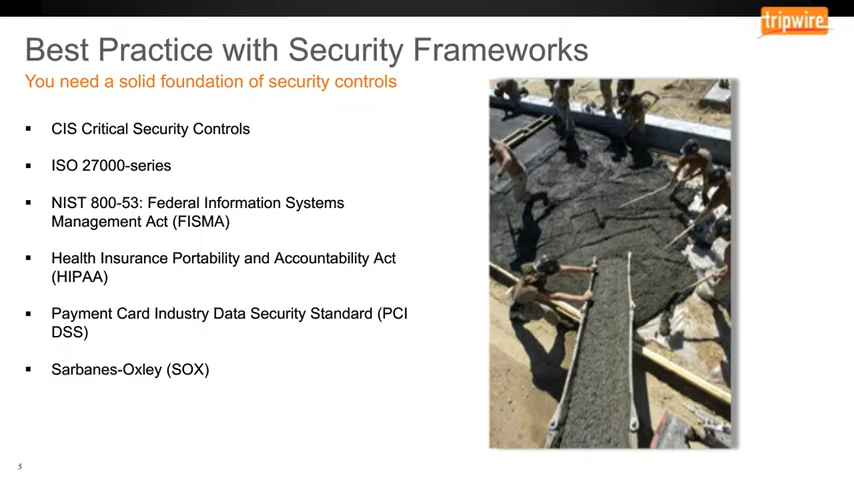 tripwire
Best Practice with Security Frameworks
You need a solid foundation of security controls
▪ CIS Critical Security Controls
▪ ISO 27000-series
▪ NIST 800-53: Federal Information Systems
Management Act (FISMA)
▪ Health Insurance Portability and Accountability Act
(HIPAA)
▪ Payment Card Industry Data Security Standard (PCI
DSS)
▪ Sarbanes-Oxley (SOX)
5